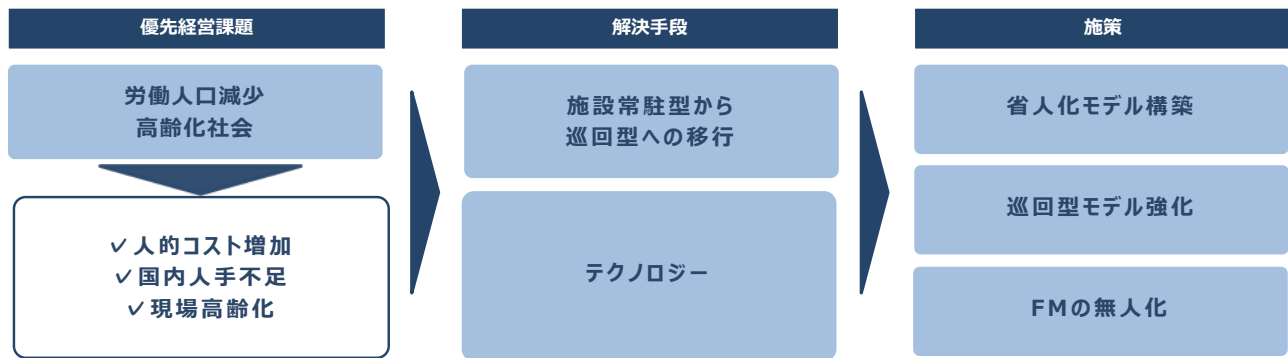 優先経営課題
労働人口減少
高齢化社会
✓人的コスト増加
✓国内人手不足
✓現場高齢化
解決手段
施設常駐型から
巡回型への移行
テクノロジー
施策
省人化モデル構築
巡回型モデル強化
FMの無人化